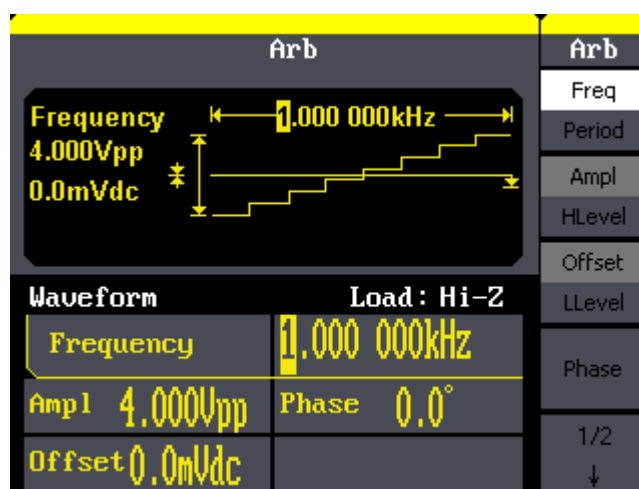 Arb
Frequency 1.000 000kHz
4.000Vpp
0.0mVdc
Waveform Load: Hi-Z
Frequency 1.000 000kHz
Ampl 4.000Vpp Phase 0.0°
Offset 0.0mVdc
Arb
Freq
Period
Ampl
HLevel
Offset
LLevel
Phase
1/2
↓